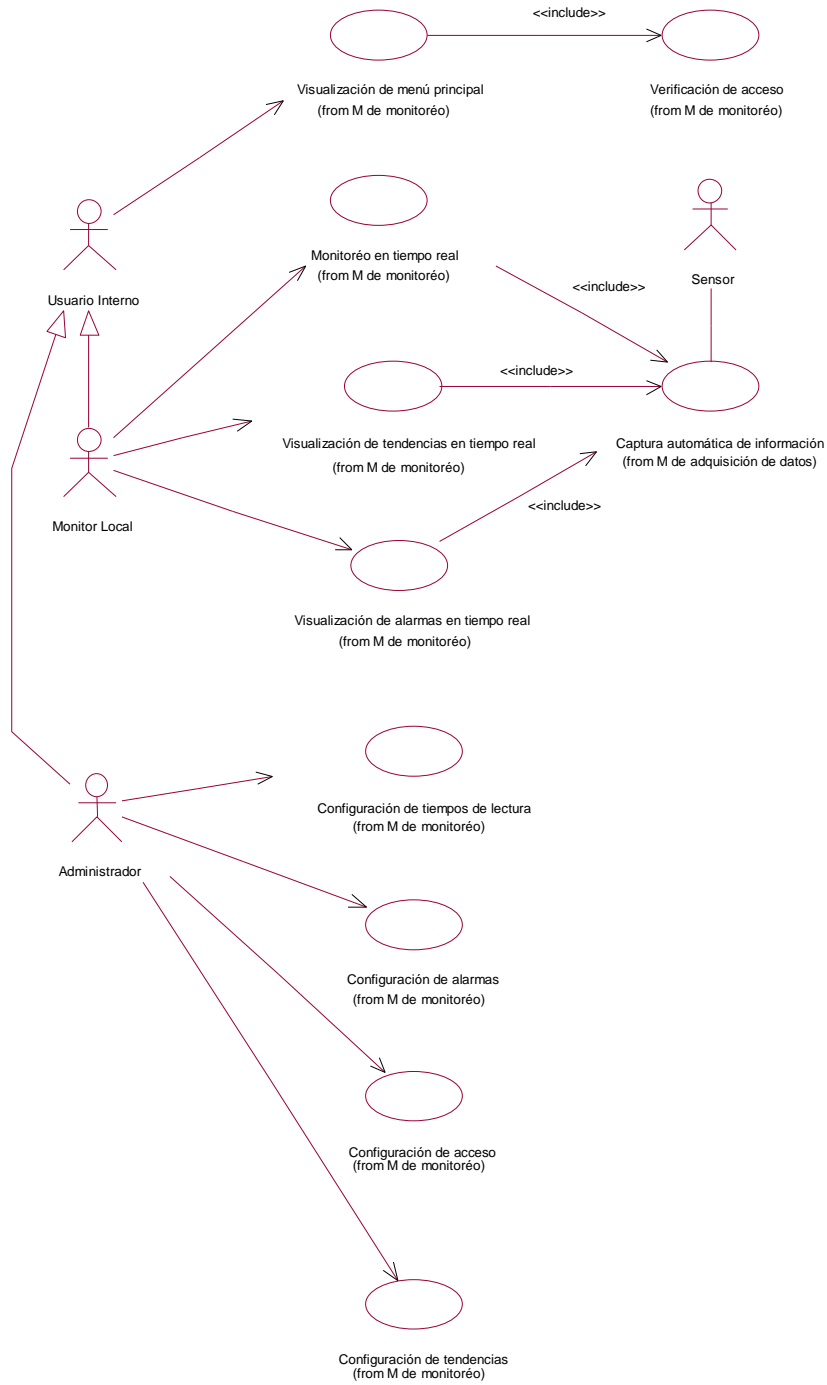 <<include>>
Visualización de menú principal
(from M de monitoréo)
Verificación de acceso
(from M de monitoréo)
Usuario Interno
Monitoréo en tiempo real
(from M de monitoréo)
<<include>>
Sensor
<<include>>
Visualización de tendencias en tiempo real
(from M de monitoréo)
Captura automática de información
(from M de adquisición de datos)
Monitor Local
<<include>>
Visualización de alarmas en tiempo real
(from M de monitoréo)
Configuración de tiempos de lectura
(from M de monitoréo)
Administrador
Configuración de alarmas
(from M de monitoréo)
Configuración de acceso
(from M de monitoréo)
Configuración de tendencias
(from M de monitoréo)